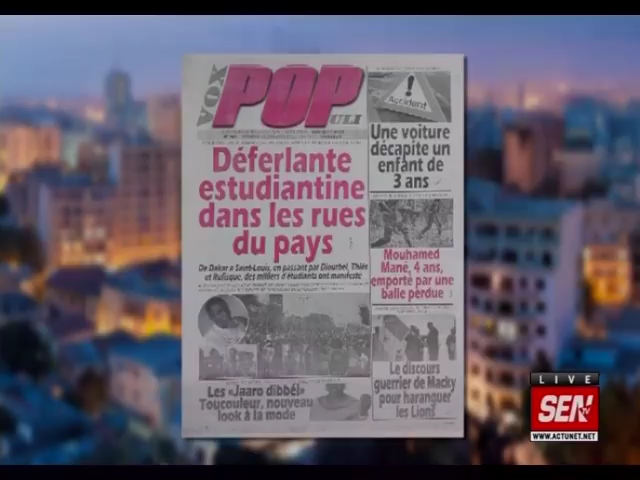 VOX
POP
Déferlante
estudiantine
dans les rues
du pays
De Dakar à Saint-Louis, en passant par Diourbel, Thiès
et Rufisque, des milliers d'étudiants ont manifesté
Accident
Une voiture
décapite un
enfant de
3 ans
Mouhamed
Mane, 4 ans,
emporté par une
balle perdue
Le discours
guerrier de Macky
pour haranguer
les Lions
Les «Jaaro dibbél»
Toucouleur, nouveau
look à la mode
LIVE
SEN
TV
WWW.ACTUNET.NET